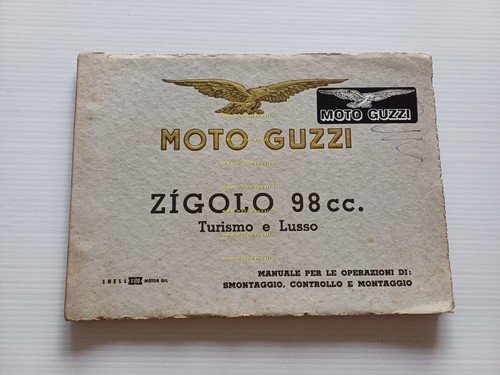 MOTO GUZZI
MOTO GUZZI
ZÍGOLO 98 cc.
Turismo e Lusso
MANUALE PER LE OPERAZIONI DI:
SMONTAGGIO, CONTROLLO E MONTAGGIO
SHELL X-100 MOTOR OIL